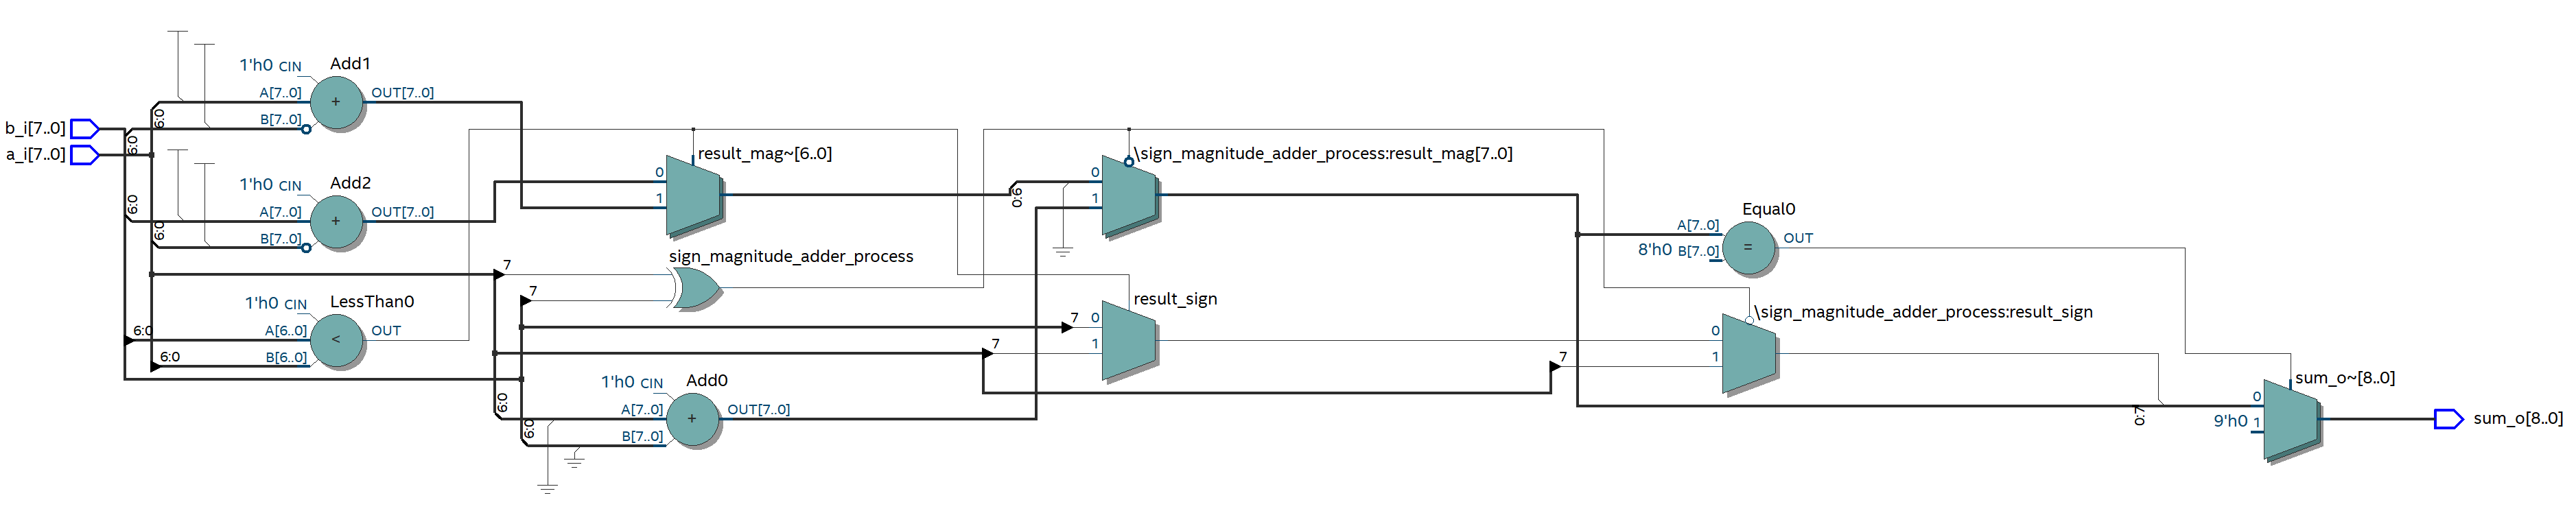 1'h0 CIN
Add1
A[7..0]
OUT[7..0]
B[7..0]
6:0
6:0
b_i[7..0]
a_i[7..0]
result_mag~[6..0]
0
1
\sign_magnitude_adder_process:result_mag[7..0]
0
1
0:6
1'h0 CIN
Add2
A[7..0]
OUT[7..0]
B[7..0]
6:0
6:0
Equal0
A[7..0]
OUT
8'h0 B[7..0]
=
sign_magnitude_adder_process
7
7
1'h0 CIN
LessThan0
A[6..0]
OUT
B[6..0]
<
6:0
6:0
result_sign
7 0
7 1
\sign_magnitude_adder_process:result_sign
0
7 1
1'h0 CIN
Add0
A[7..0]
OUT[7..0]
B[7..0]
6:0
6:0
+
+
+
sum_o~[8..0]
0
9'h0 1
0:7
sum_o[8..0]